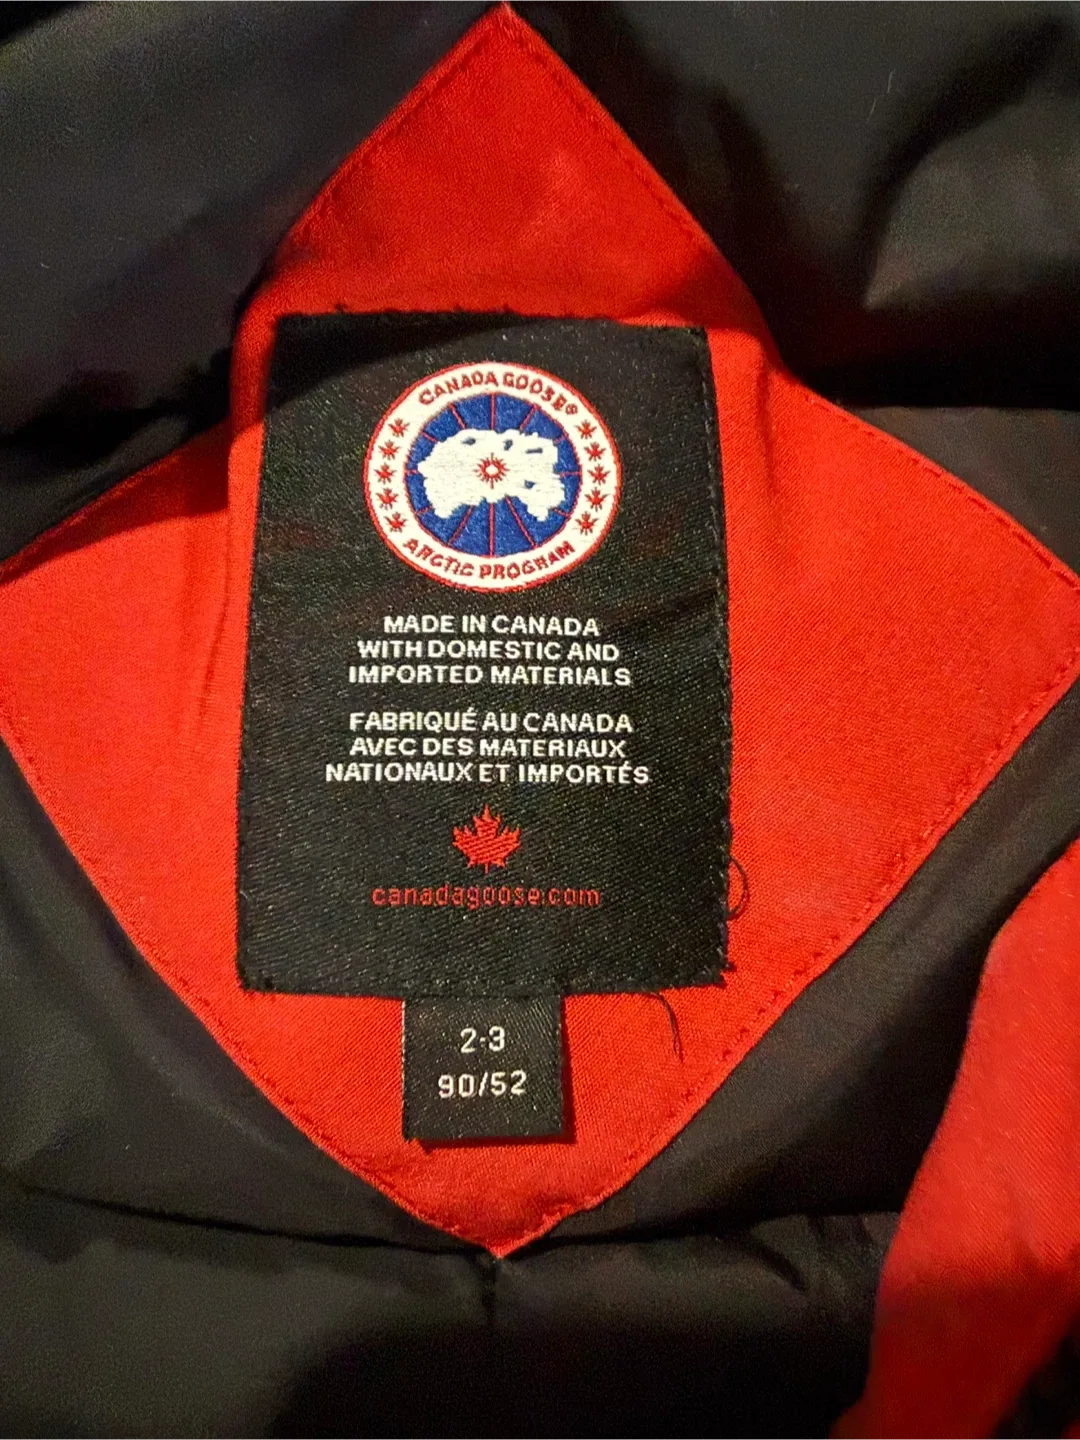 CANADA GOOSE®
ARCTIC PROGRAM
MADE IN CANADA
WITH DOMESTIC AND
IMPORTED MATERIALS
FABRIQUÉ AU CANADA
AVEC DES MATERIAUX
NATIONAUX ET IMPORTÉS
canadagoose.com
2-3
90/52